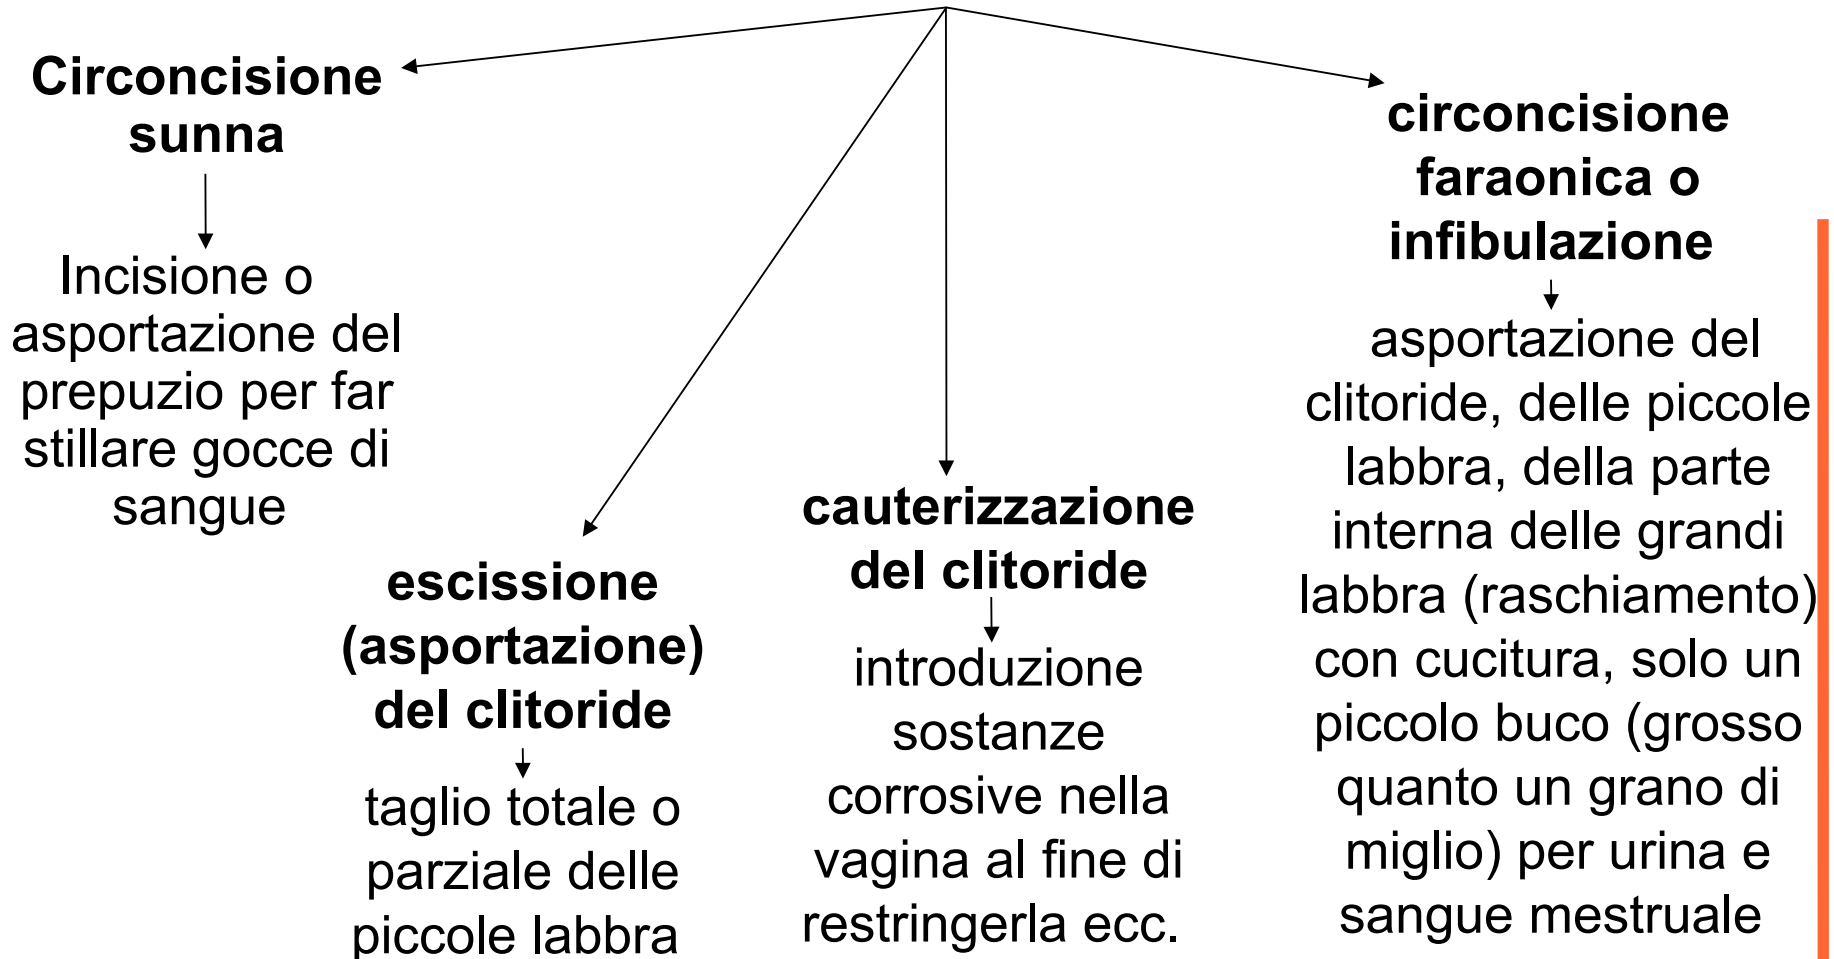 Circoncisione
sunna
Incisione o
asportazione del
prepuzio per far
stillare gocce di
sangue
escissione
(asportazione)
del clitoride
taglio totale o
parziale delle
piccole labbra
cauterizzazione
del clitoride
introduzione
sostanze
corrosive nella
vagina al fine di
restringerla ecc.
circoncisione
faraonica o
infibulazione
asportazione del
clitoride, delle piccole
labbra, della parte
interna delle grandi
labbra (raschiamento)
con cucitura, solo un
piccolo buco (grosso
quanto un grano di
miglio) per urina e
sangue mestruale